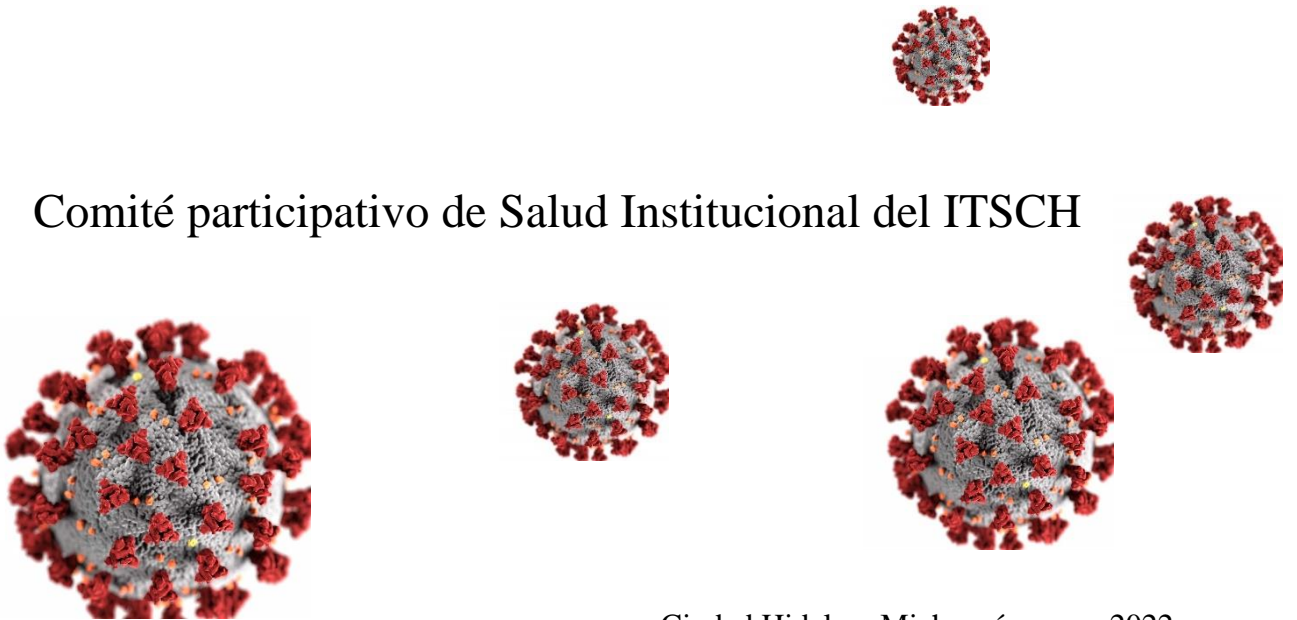 Comité participativo de Salud Institucional del ITSCH
Ciudad Hidalgo, Michoacán, 2022